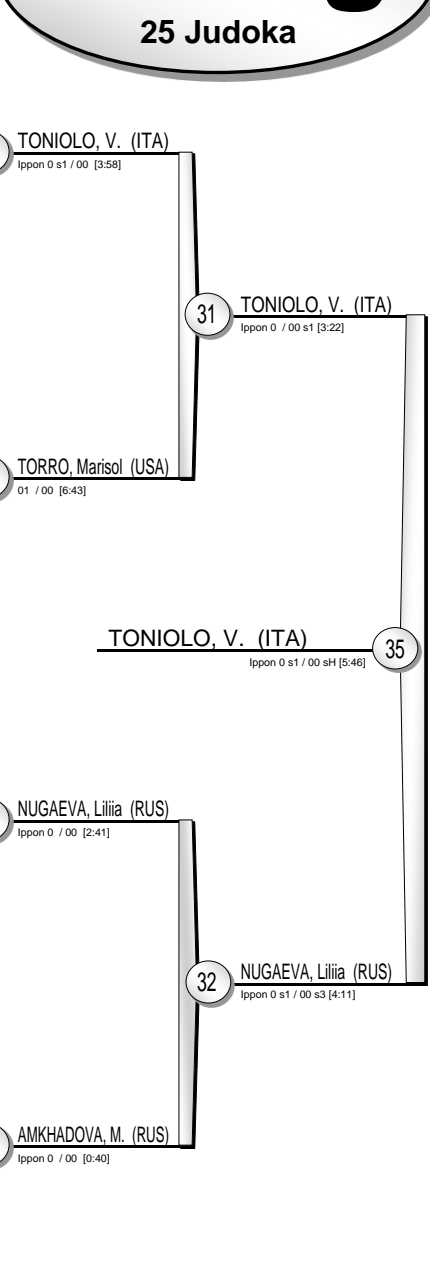 25 Judoka
TONIOLO, V. (ITA)
Ippon 0 s1 / 00 [3:58]
31
TONIOLO, V. (ITA)
Ippon 0 / 00 s1 [3:22]
TORRO, Marisol (USA)
01 / 00 [6:43]
TONIOLO, V. (ITA)
35
Ippon 0 s1 / 00 sH [5:46]
NUGAEVA, Liliia (RUS)
Ippon 0 / 00 [2:41]
32
NUGAEVA, Liliia (RUS)
Ippon 0 s1 / 00 s3 [4:11]
AMKHADOVA, M. (RUS)
Ippon 0 / 00 [0:40]